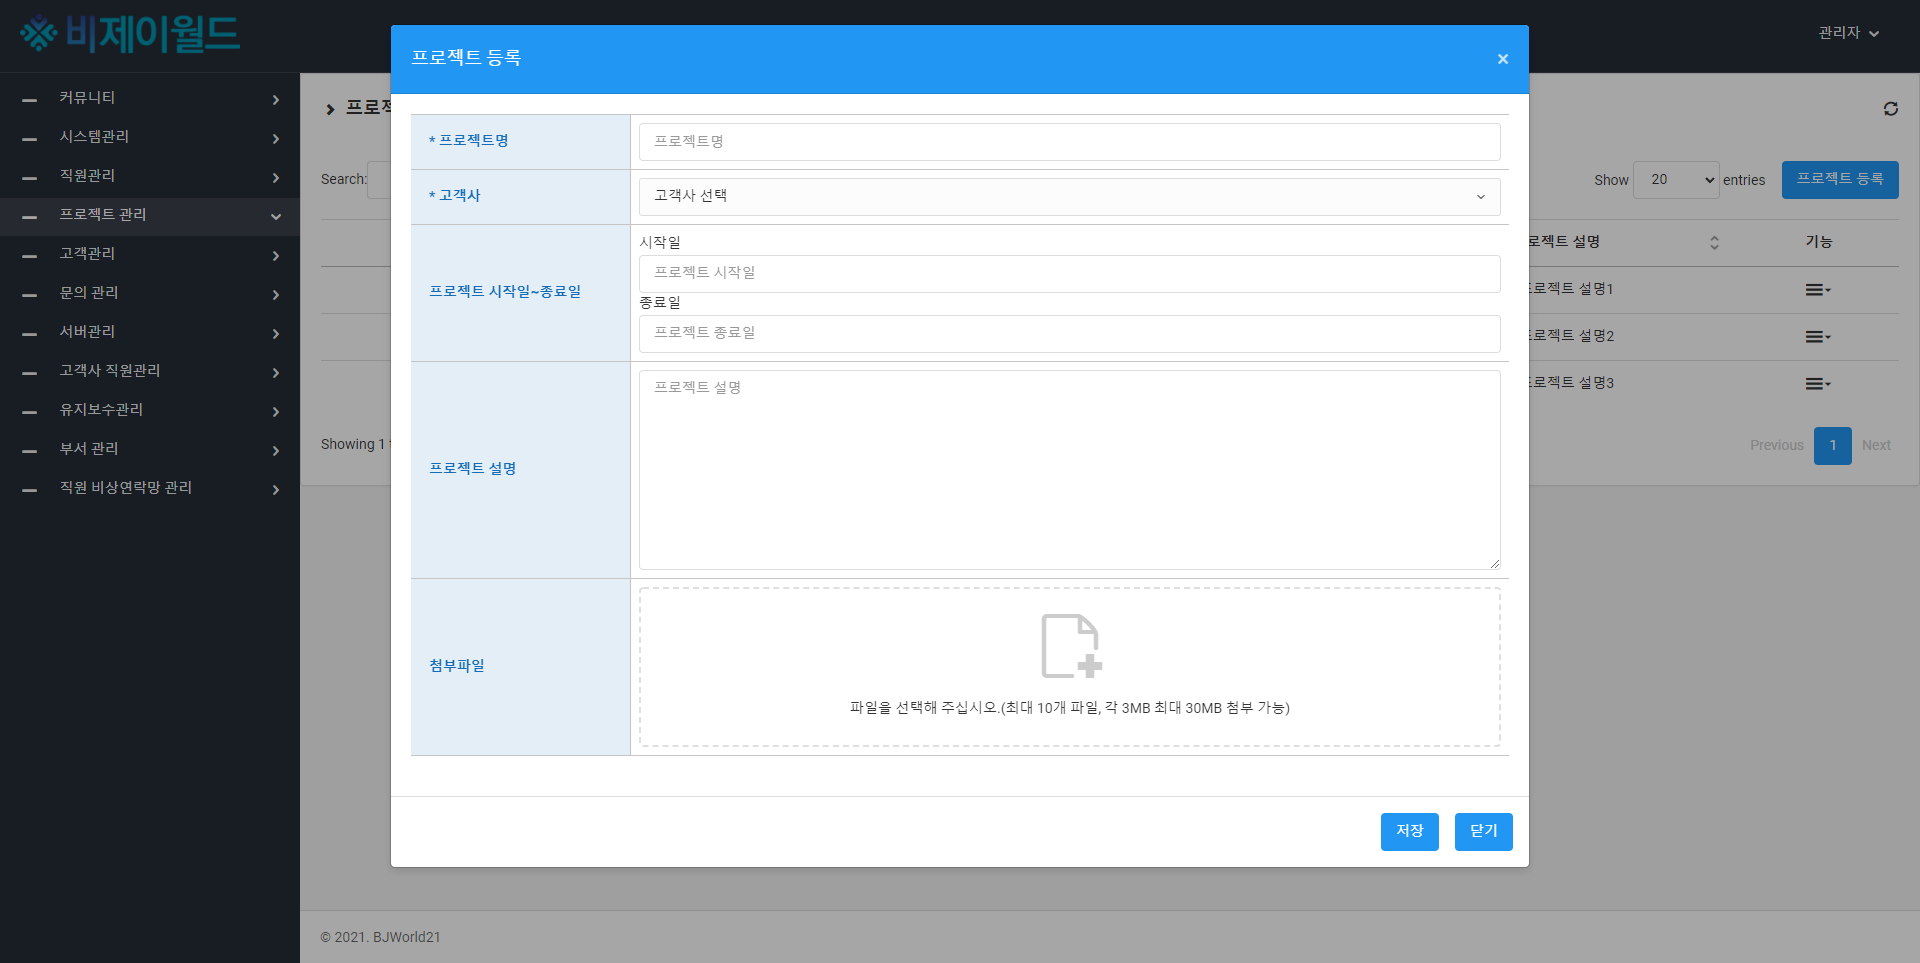 비제이월드
관리자
커뮤니티
시스템관리
직원관리
프로젝트 관리
고객관리
문의 관리
서버관리
고객사 직원관리
유지보수관리
부서 관리
직원 비상연락망 관리
Search:
Show 20 entries 프로젝트 등록
프로젝트 설명 기능
프로젝트 설명1
프로젝트 설명2
프로젝트 설명3
Showing 1
Previous 1 Next
© 2021. BJWorld21
프로젝트 등록 ×
* 프로젝트명 프로젝트명
* 고객사 고객사 선택
프로젝트 시작일~종료일
시작일
프로젝트 시작일
종료일
프로젝트 종료일
프로젝트 설명 프로젝트 설명
첨부파일
파일을 선택해 주십시오.(최대 10개 파일, 각 3MB 최대 30MB 첨부 가능)
저장 닫기